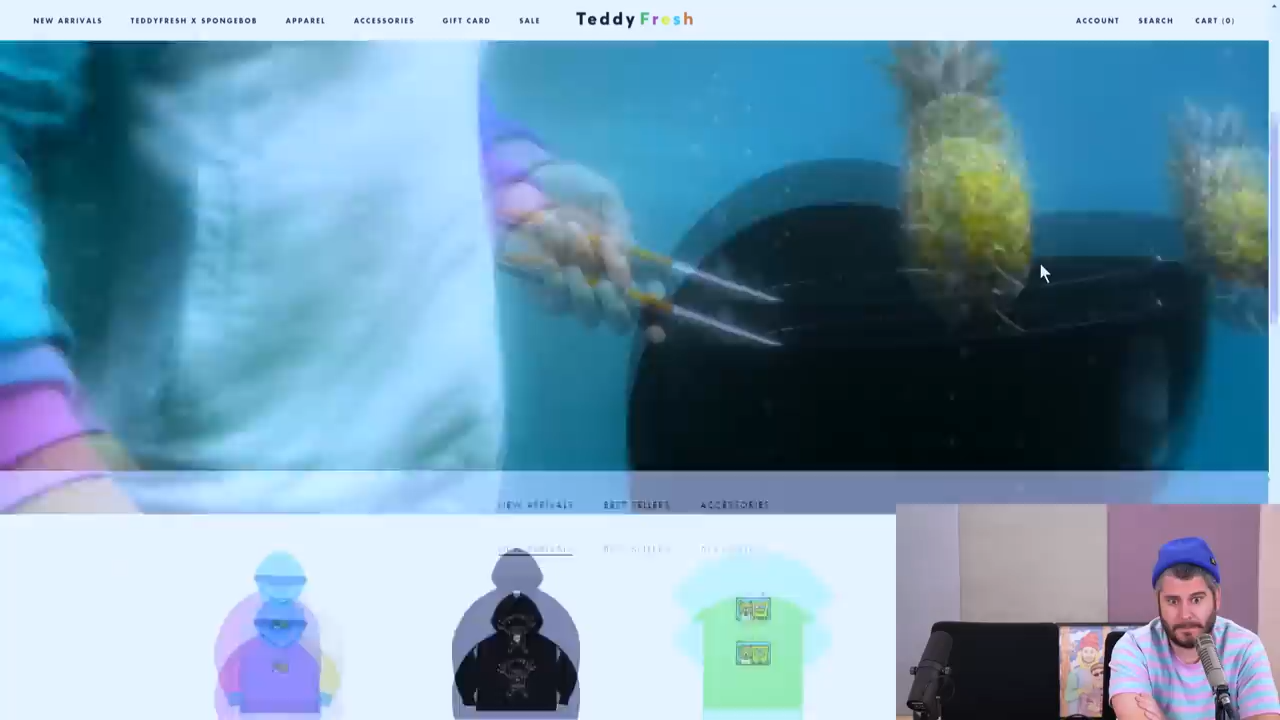 NEW ARRIVALS TEDDYFRESH X SPONGEBOB APPAREL ACCESSORIES GIFT CARD SALE Teddy Fresh ACCOUNT SEARCH CART (0)
NEW ARRIVALS BEST SELLERS ACCESSORIES